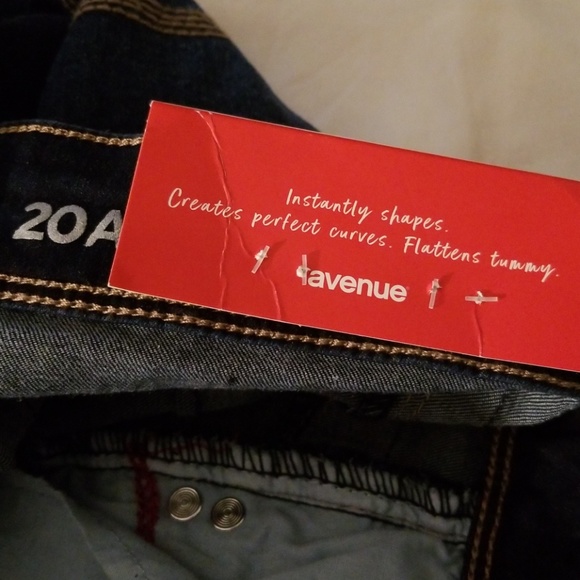 20A
Instantly shapes.
Creates perfect curves. Flattens tummy.
avenue